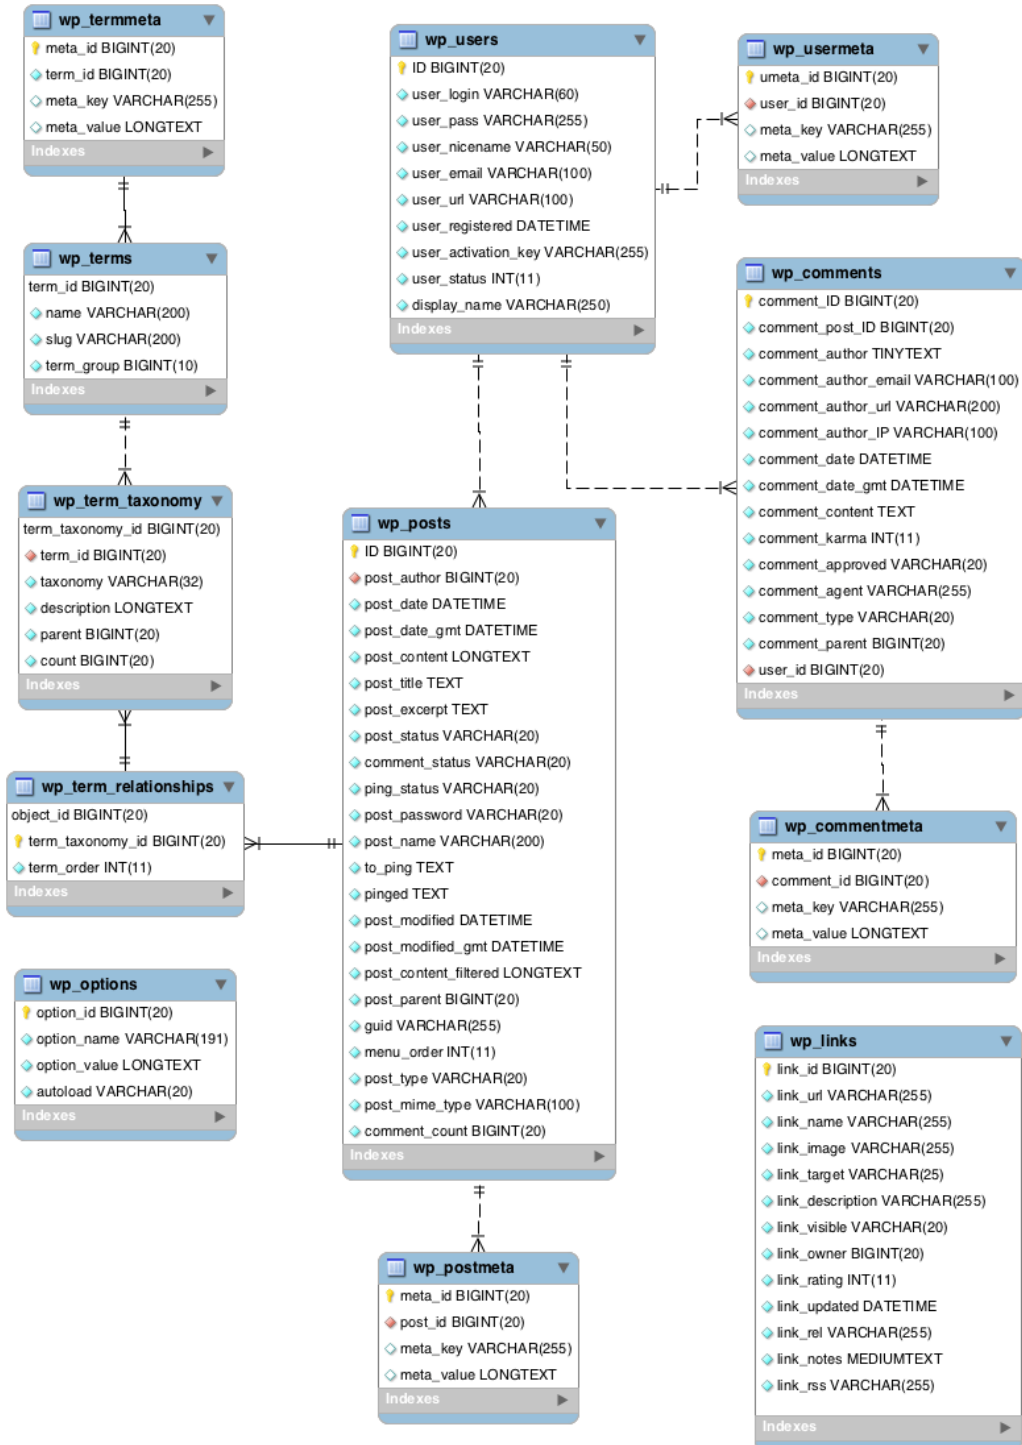 wp_termmeta
meta_id BIGINT(20)
term_id BIGINT(20)
meta_key VARCHAR(255)
meta_value LONGTEXT
Indexes
wp_terms
term_id BIGINT(20)
name VARCHAR(200)
slug VARCHAR(200)
term_group BIGINT(10)
Indexes
wp_term_taxonomy
term_taxonomy_id BIGINT(20)
term_id BIGINT(20)
taxonomy VARCHAR(32)
description LONGTEXT
parent BIGINT(20)
count BIGINT(20)
Indexes
wp_term_relationships
object_id BIGINT(20)
term_taxonomy_id BIGINT(20)
term_order INT(11)
Indexes
wp_options
option_id BIGINT(20)
option_name VARCHAR(191)
option_value LONGTEXT
autoload VARCHAR(20)
Indexes
wp_users
ID BIGINT(20)
user_login VARCHAR(60)
user_pass VARCHAR(255)
user_nicename VARCHAR(50)
user_email VARCHAR(100)
user_url VARCHAR(100)
user_registered DATETIME
user_activation_key VARCHAR(255)
user_status INT(11)
display_name VARCHAR(250)
Indexes
wp_posts
ID BIGINT(20)
post_author BIGINT(20)
post_date DATETIME
post_date_gmt DATETIME
post_content LONGTEXT
post_title TEXT
post_excerpt TEXT
post_status VARCHAR(20)
comment_status VARCHAR(20)
ping_status VARCHAR(20)
post_password VARCHAR(20)
post_name VARCHAR(200)
to_ping TEXT
pinged TEXT
post_modified DATETIME
post_modified_gmt DATETIME
post_content_filtered LONGTEXT
post_parent BIGINT(20)
guid VARCHAR(255)
menu_order INT(11)
post_type VARCHAR(20)
post_mime_type VARCHAR(100)
comment_count BIGINT(20)
Indexes
wp_postmeta
meta_id BIGINT(20)
post_id BIGINT(20)
meta_key VARCHAR(255)
meta_value LONGTEXT
Indexes
wp_usermeta
umeta_id BIGINT(20)
user_id BIGINT(20)
meta_key VARCHAR(255)
meta_value LONGTEXT
Indexes
wp_comments
comment_ID BIGINT(20)
comment_post_ID BIGINT(20)
comment_author TINYTEXT
comment_author_email VARCHAR(100)
comment_author_url VARCHAR(200)
comment_author_IP VARCHAR(100)
comment_date DATETIME
comment_date_gmt DATETIME
comment_content TEXT
comment_karma INT(11)
comment_approved VARCHAR(20)
comment_agent VARCHAR(255)
comment_type VARCHAR(20)
comment_parent BIGINT(20)
user_id BIGINT(20)
Indexes
wp_commentmeta
meta_id BIGINT(20)
comment_id BIGINT(20)
meta_key VARCHAR(255)
meta_value LONGTEXT
Indexes
wp_links
link_id BIGINT(20)
link_url VARCHAR(255)
link_name VARCHAR(255)
link_image VARCHAR(255)
link_target VARCHAR(25)
link_description VARCHAR(255)
link_visible VARCHAR(20)
link_owner BIGINT(20)
link_rating INT(11)
link_updated DATETIME
link_rel VARCHAR(255)
link_notes MEDIUMTEXT
link_rss VARCHAR(255)
Indexes